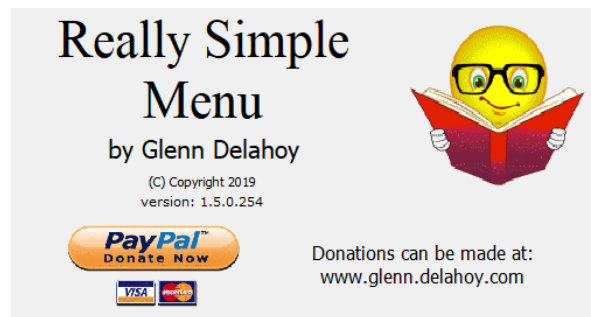 Really Simple
Menu
by Glenn Delahoy
(C) Copyright 2019
version: 1.5.0.254
PayPal™
Donate Now
VISA
Donations can be made at:
www.glenn.delahoy.com